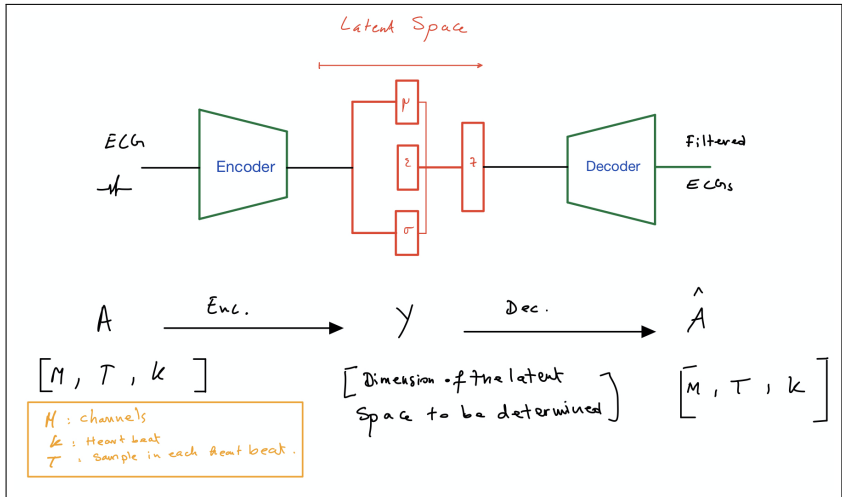 Latent Space
μ
ECG
Encoder
ε
z
Decoder
Filtered
ECGs
σ
A
Enc.
Y
Dec.
Â
[M, T, K]
[Dimension of the latent
Space to be determined]
[M, T, K]
M : channels
K : Heart beat
T : Sample in each heart beat.